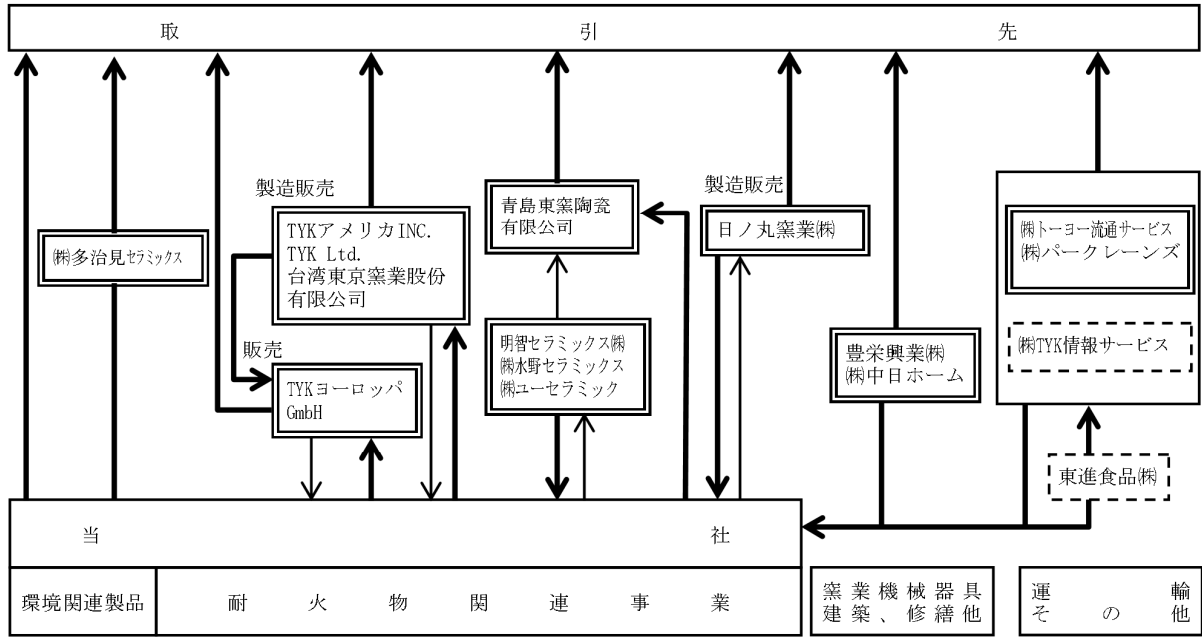 取引先
製造販売
TYKアメリカINC.
TYK Ltd.
台湾東京窯業股份
有限公司
青島東窯陶瓷
有限公司
製造販売
日ノ丸窯業㈱
㈱トーヨー流通サービス
㈱パークレーンズ
㈱多治見セラミックス
販売
TYKヨーロッパ
GmbH
明智セラミックス㈱
㈱水野セラミックス
㈱ユーセラミック
豊栄興業㈱
㈱中日ホーム
㈱TYK情報サービス
東進食品㈱
当社
環境関連製品
耐火物関連事業
窯業機械器具
建築、修繕他
運輸
その他